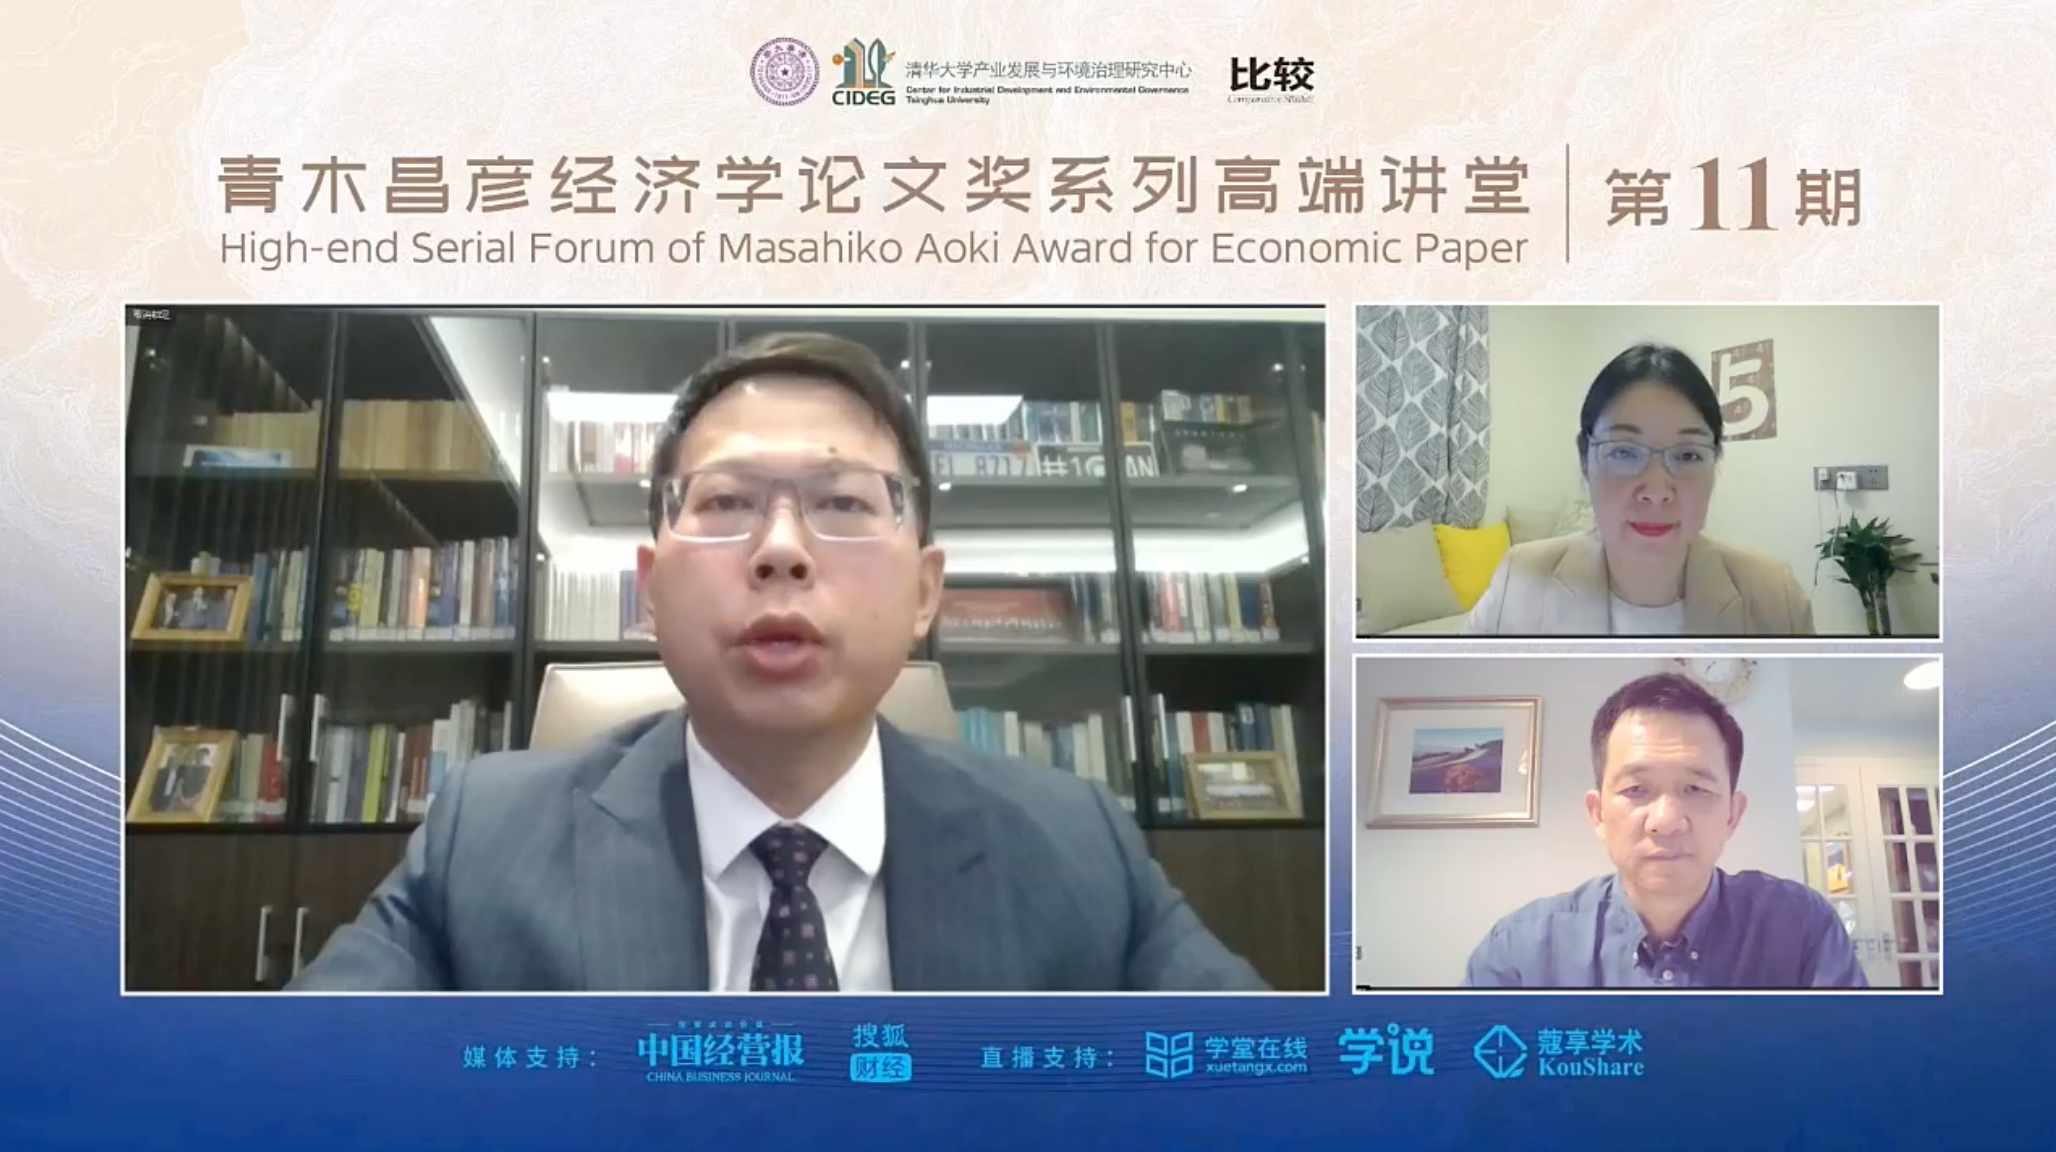 CIDEG
清华大学产业发展与环境治理研究中心
Center for Industrial Development and Environmental Governance
Tsinghua University
比较
Comparative Studies
青木昌彦经济学论文奖系列高端讲堂
第11期
High-end Serial Forum of Masahiko Aoki Award for Economic Paper
8717
5
媒体支持：
中国经营报
CHINA BUSINESS JOURNAL
搜狐
财经
直播支持：
学堂在线
xuetangx.com
学说
蔻享学术
KouShare